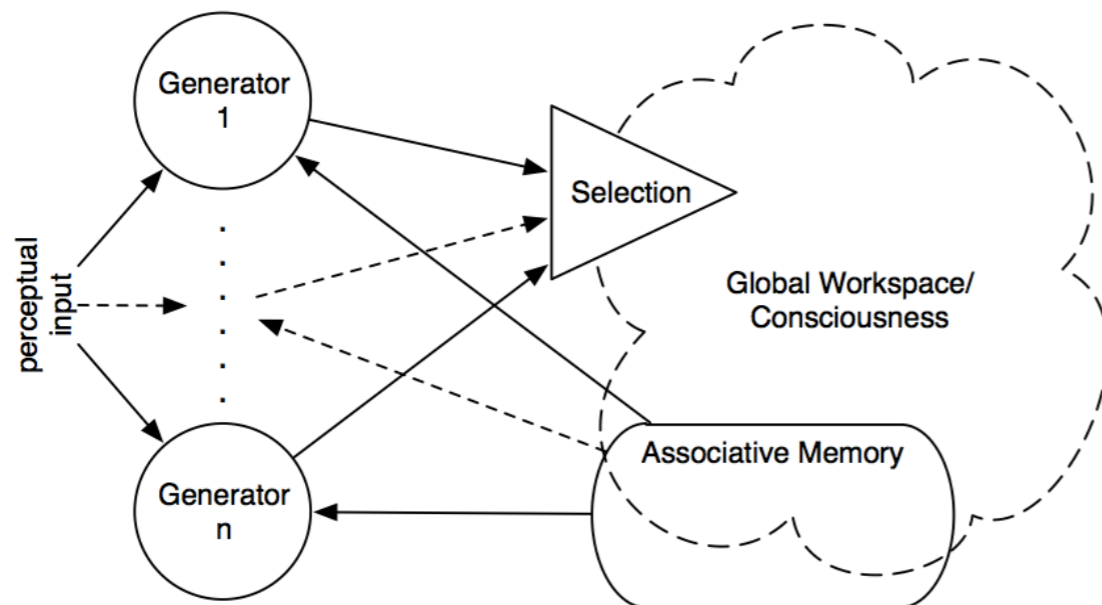 Generator
1
Selection
perceptual
input
Global Workspace/
Consciousness
Associative Memory
Generator
n